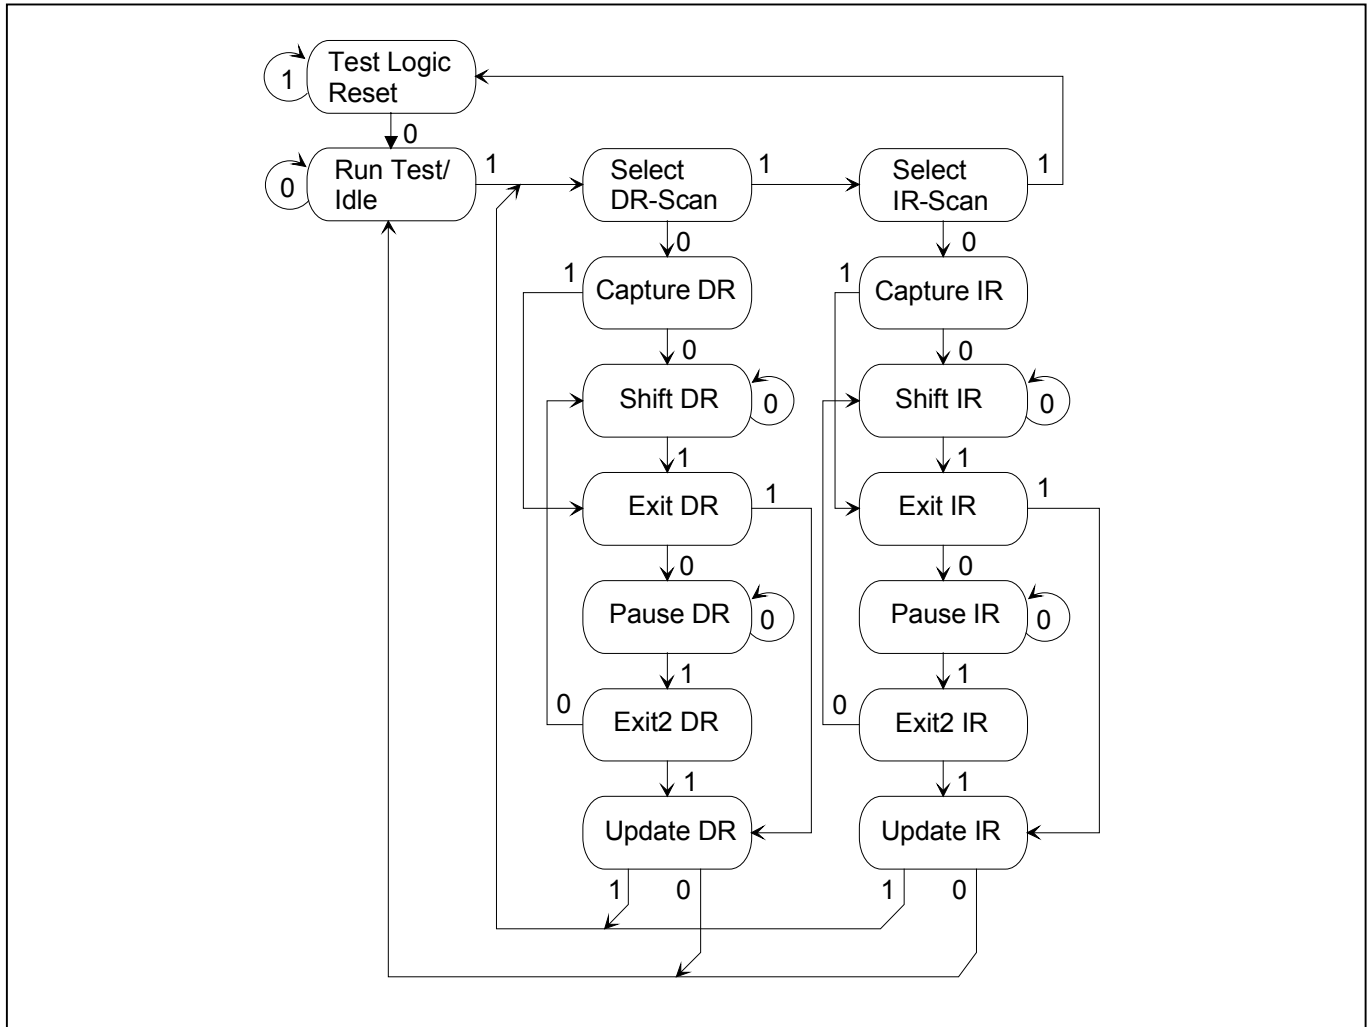 Test Logic
Reset
1
0
Run Test/
Idle
0
1
Select
DR-Scan
1
Select
IR-Scan
1
0
0
1
Capture DR
1
Capture IR
0
0
Shift DR
0
Shift IR
0
1
1
Exit DR
1
Exit IR
1
0
0
Pause DR
0
Pause IR
0
1
1
0
Exit2 DR
0
Exit2 IR
1
1
Update DR
Update IR
1
0
1
0